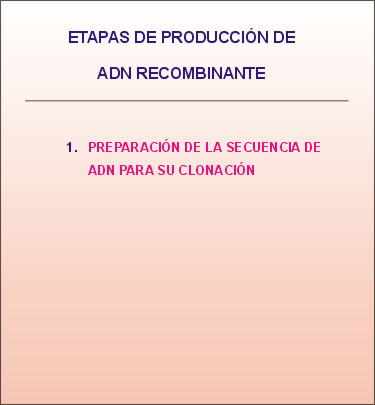 ETAPAS DE PRODUCCIÓN DE
ADN RECOMBINANTE
1. PREPARACIÓN DE LA SECUENCIA DE
ADN PARA SU CLONACIÓN